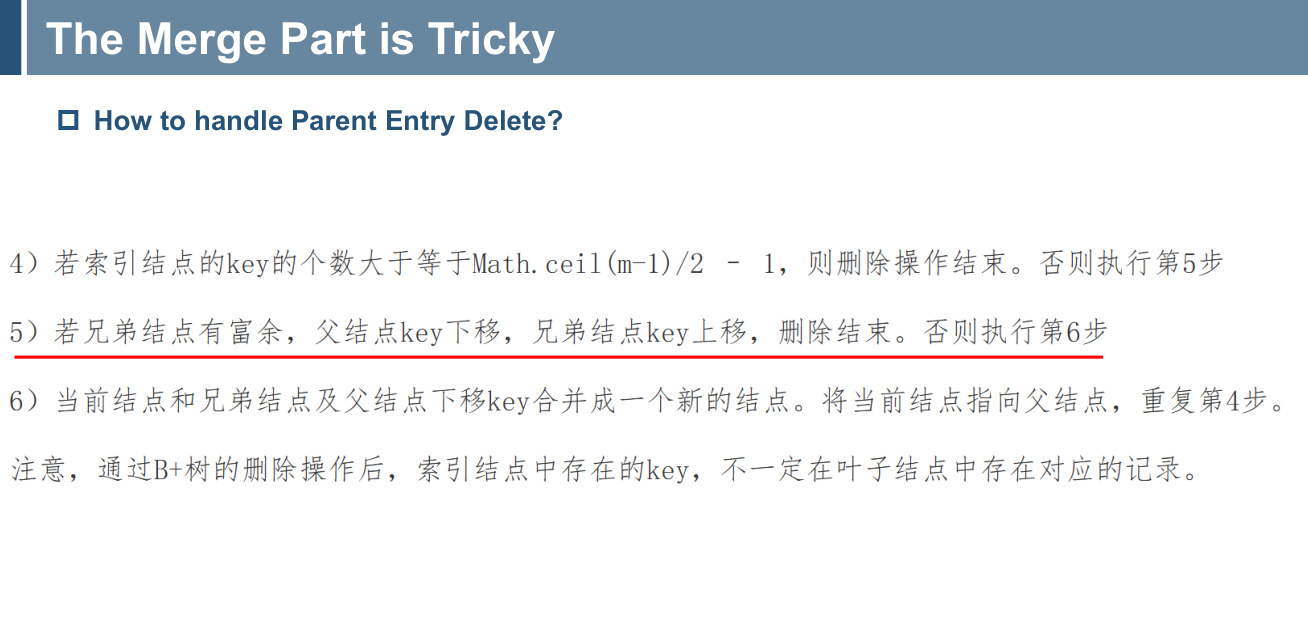 The Merge Part is Tricky
How to handle Parent Entry Delete?
4）若索引结点的key的个数大于等于Math.ceil(m-1)/2 – 1，则删除操作结束。否则执行第5步
5）若兄弟结点有富余，父结点key下移，兄弟结点key上移，删除结束。否则执行第6步
6）当前结点和兄弟结点及父结点下移key合并成一个新的结点。将当前结点指向父结点，重复第4步。
注意，通过B+树的删除操作后，索引结点中存在的key，不一定在叶子结点中存在对应的记录。